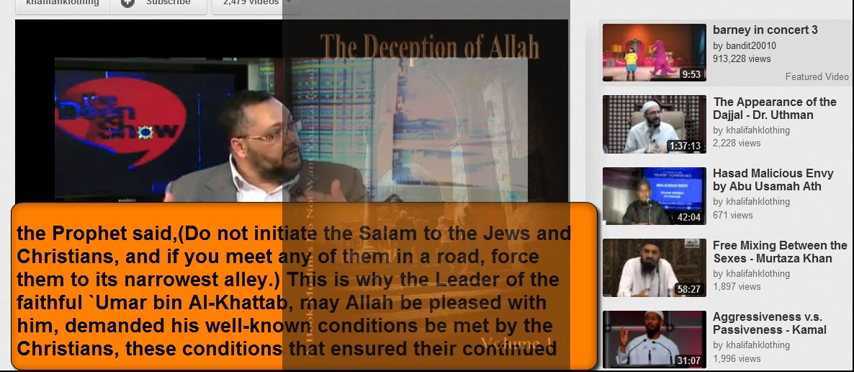 khalifahklothing
Subscribe
2,479 videos
The Deception of Allah
The
Deen
Show
the Prophet said,(Do not initiate the Salam to the Jews and
Christians, and if you meet any of them in a road, force
them to its narrowest alley.) This is why the Leader of the
faithful `Umar bin Al-Khattab, may Allah be pleased with
him, demanded his well-known conditions be met by the
Christians, these conditions that ensured their continued
Volume 1
barney in concert 3
by bandit20010
913,228 views
Featured Video
9:53
The Appearance of the
Dajjal - Dr. Uthman
by khalifahklothing
2,228 views
1:37:13
Hasad Malicious Envy
by Abu Usamah Ath
by khalifahklothing
671 views
42:04
Free Mixing Between the
Sexes - Murtaza Khan
by khalifahklothing
1,897 views
58:27
Aggressiveness v.s.
Passiveness - Kamal
by khalifahklothing
1,996 views
31:07